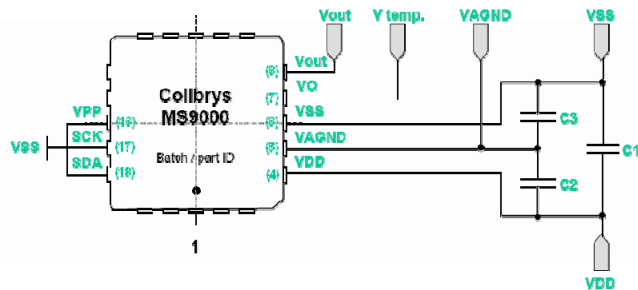 Vout Y temp. VAGND VSS
Vout
(9)
VO
(7)
Colibrys
MS9000
VSS
(6)
VPP
(16)
SCK
(17)
VSS
SDA
(18)
VAGND
(5)
Batch / part ID
VDD
(4)
C3
C1
C2
1
VDD